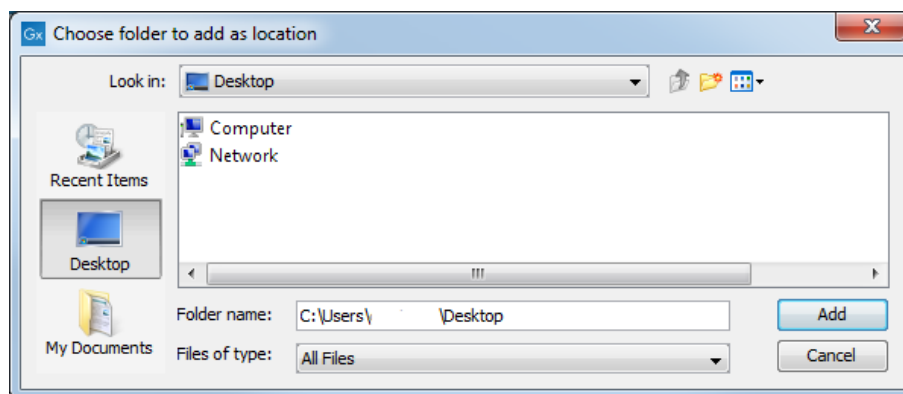 Gx Choose folder to add as location
Look in: Desktop
Computer
Network
Recent Items
Desktop
My Documents
Folder name: C:\Users\ \Desktop
Add
Files of type: All Files
Cancel